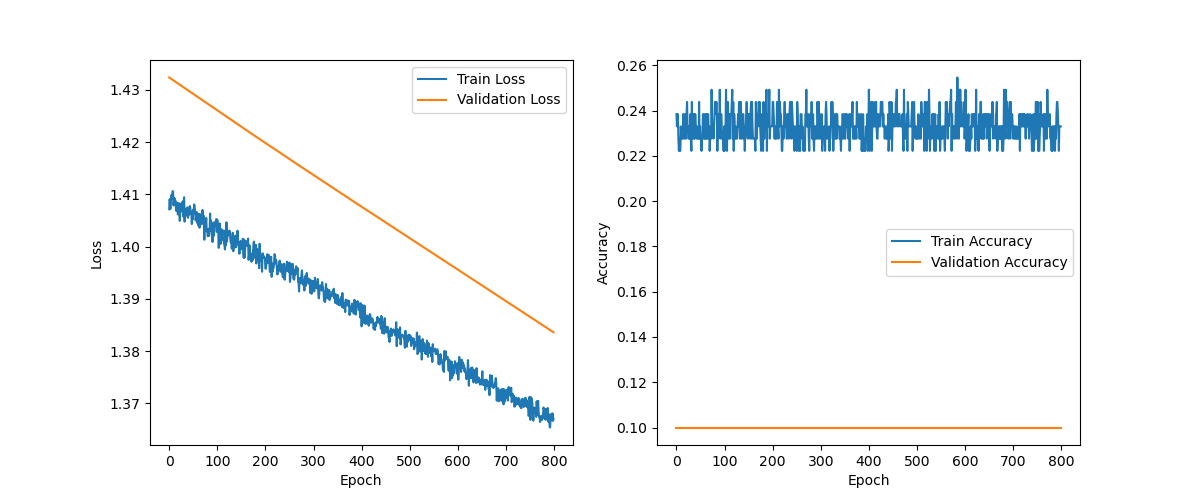 1.43
1.42
1.41
1.40
1.39
1.38
1.37
Loss
0 100 200 300 400 500 600 700 800
Epoch
Train Loss
Validation Loss
0.26
0.24
0.22
0.20
0.18
0.16
0.14
0.12
0.10
Accuracy
0 100 200 300 400 500 600 700 800
Epoch
Train Accuracy
Validation Accuracy